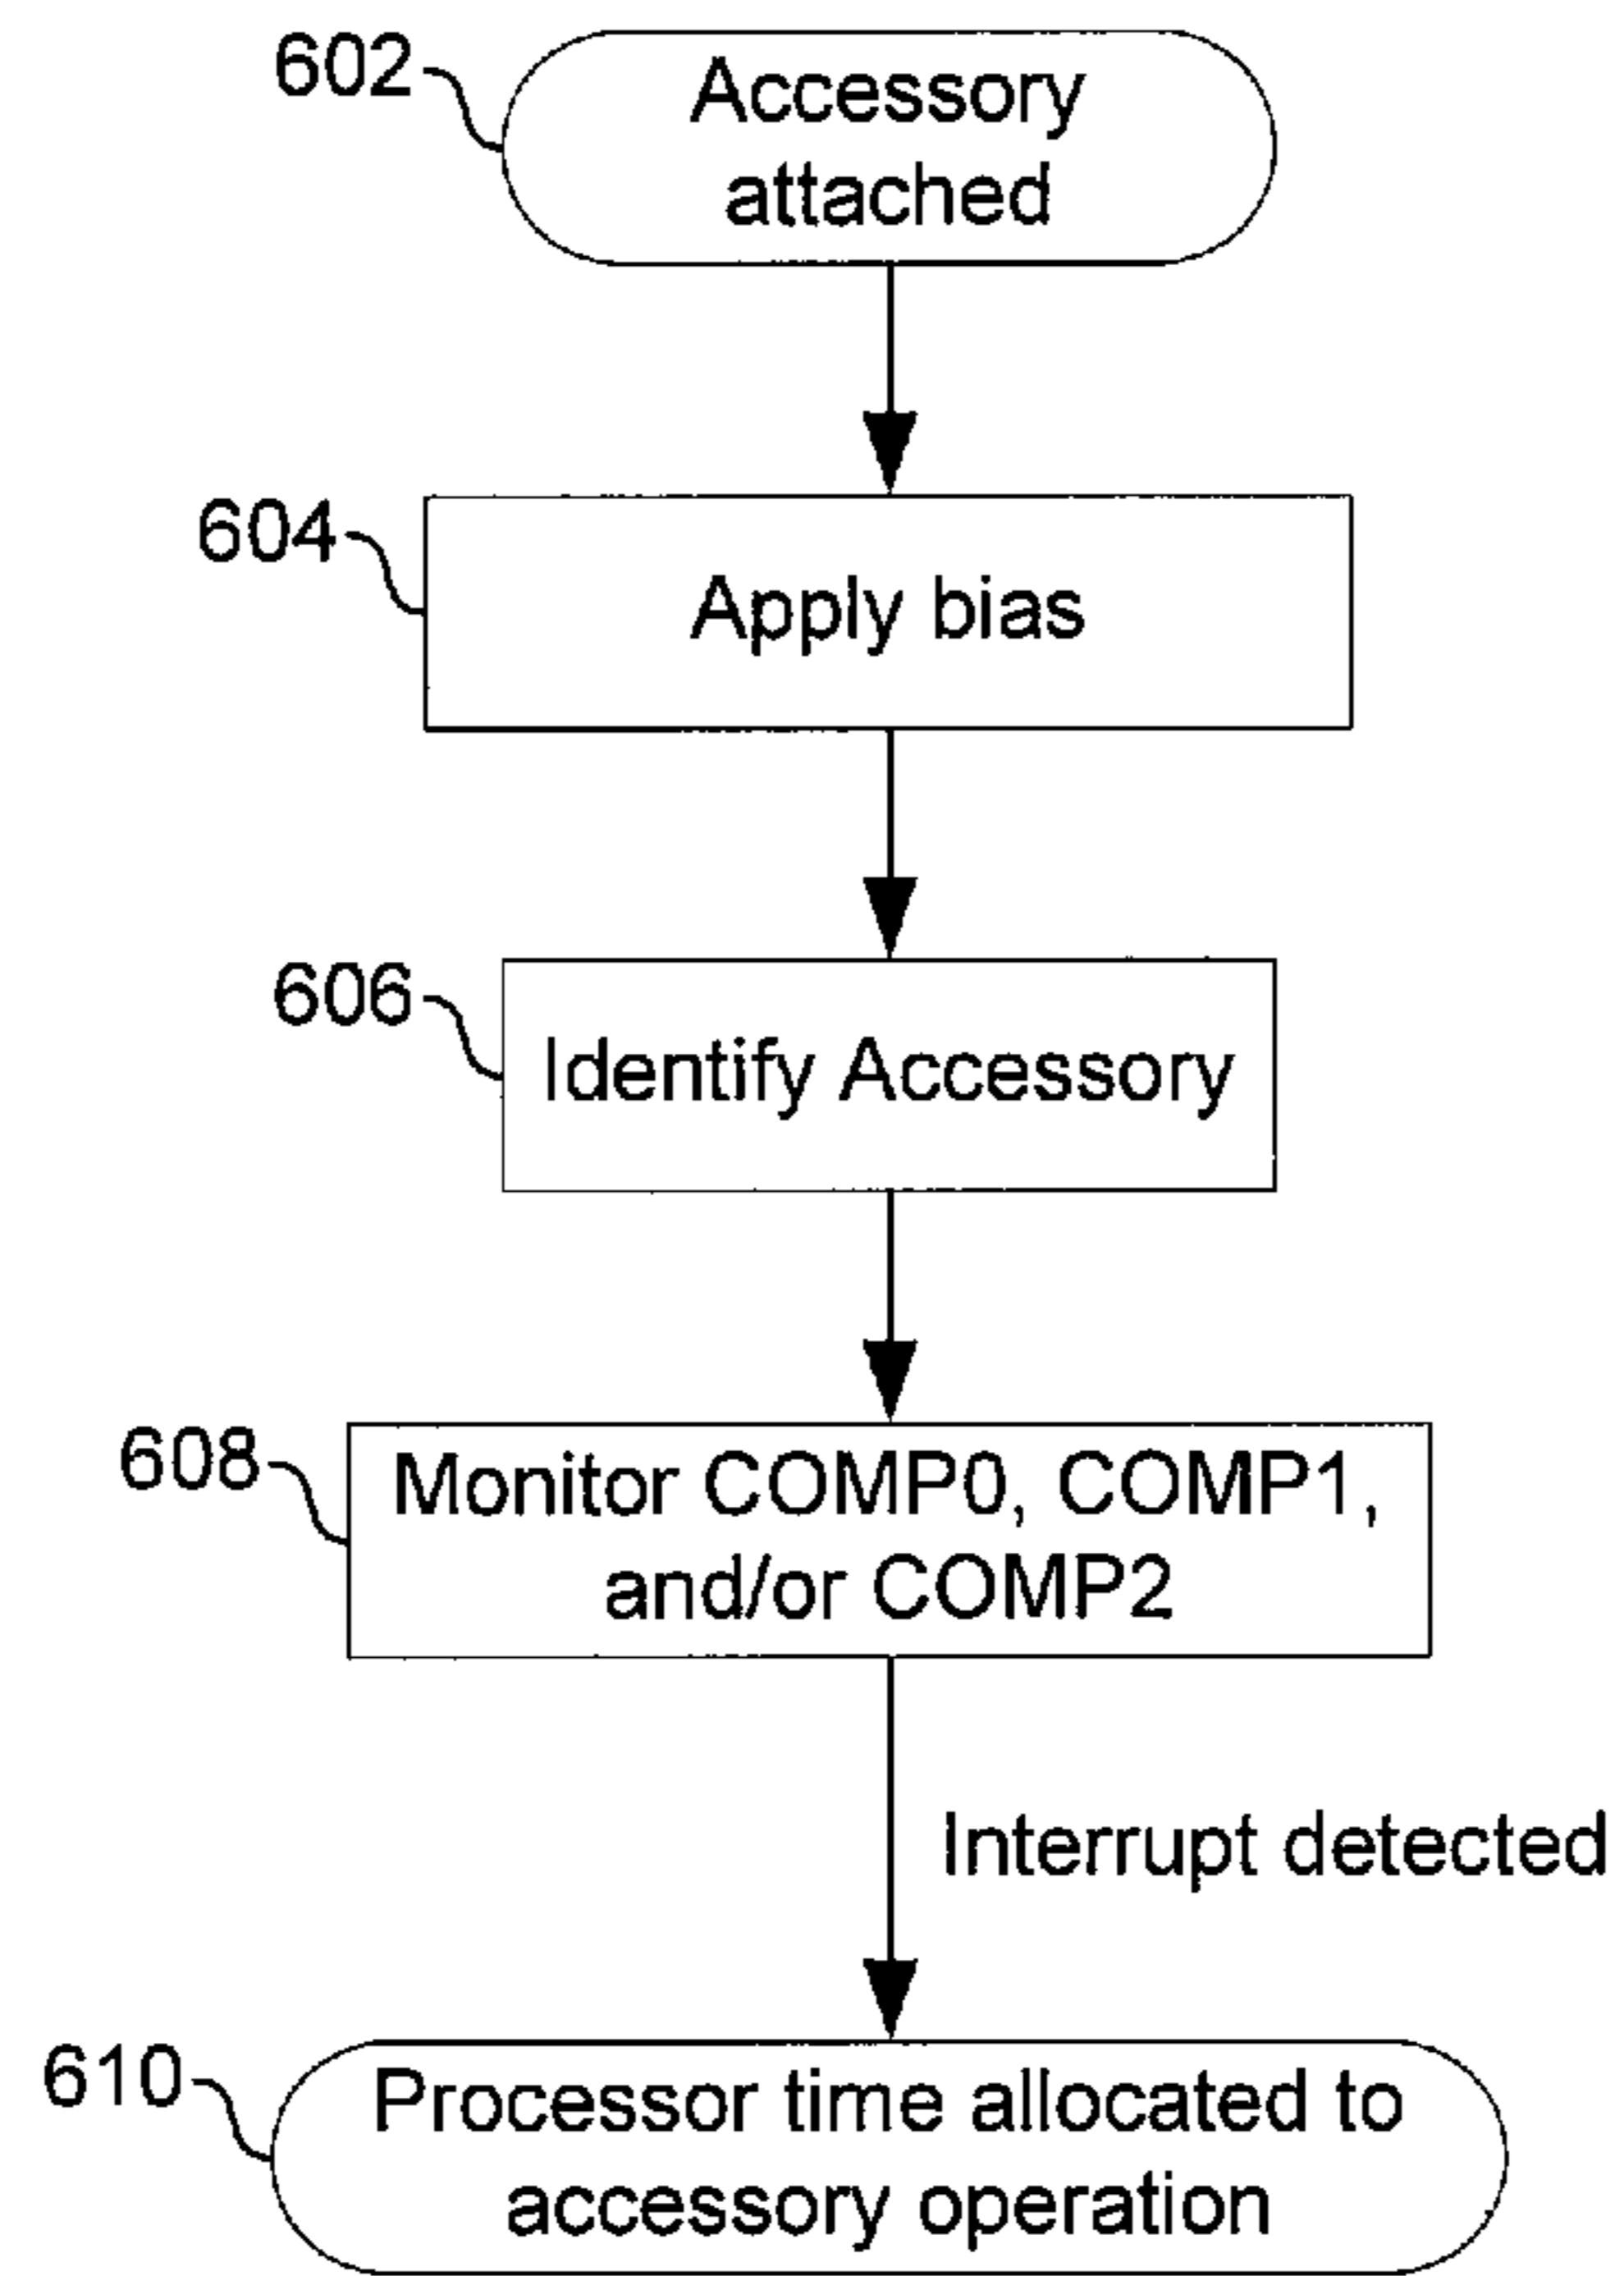 602
Accessory
attached
604
Apply bias
606
Identify Accessory
608
Monitor COMP0, COMP1,
and/or COMP2
Interrupt detected
610
Processor time allocated to
accessory operation